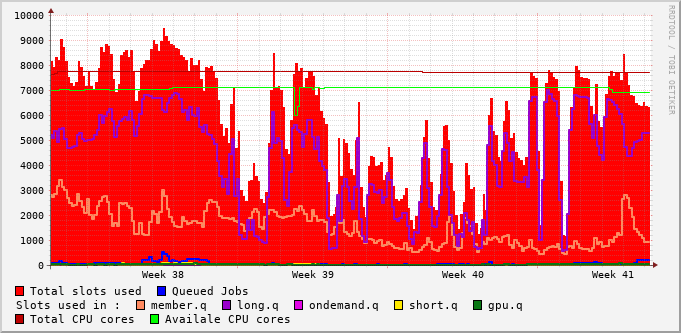 10000
9000
8000
7000
6000
5000
4000
3000
2000
1000
0
Week 38 Week 39 Week 40 Week 41
Total slots used Queued Jobs
Slots used in : member.q long.q ondemand.q short.q gpu.q
Total CPU cores Availale CPU cores
RRDTOOL / TOBI OETIKER